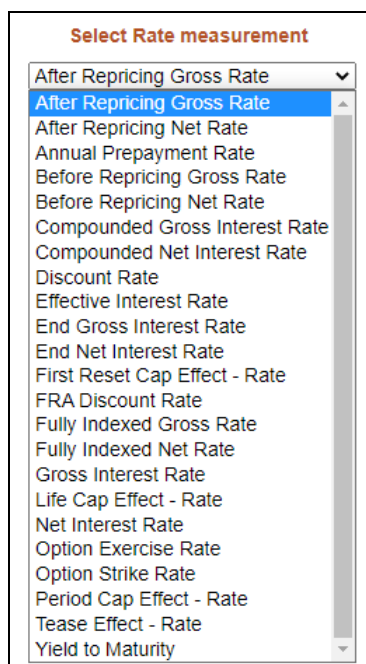 Select Rate measurement
After Repricing Gross Rate
After Repricing Gross Rate
After Repricing Net Rate
Annual Prepayment Rate
Before Repricing Gross Rate
Before Repricing Net Rate
Compounded Gross Interest Rate
Compounded Net Interest Rate
Discount Rate
Effective Interest Rate
End Gross Interest Rate
End Net Interest Rate
First Reset Cap Effect - Rate
FRA Discount Rate
Fully Indexed Gross Rate
Fully Indexed Net Rate
Gross Interest Rate
Life Cap Effect - Rate
Net Interest Rate
Option Exercise Rate
Option Strike Rate
Period Cap Effect - Rate
Tease Effect - Rate
Yield to Maturity